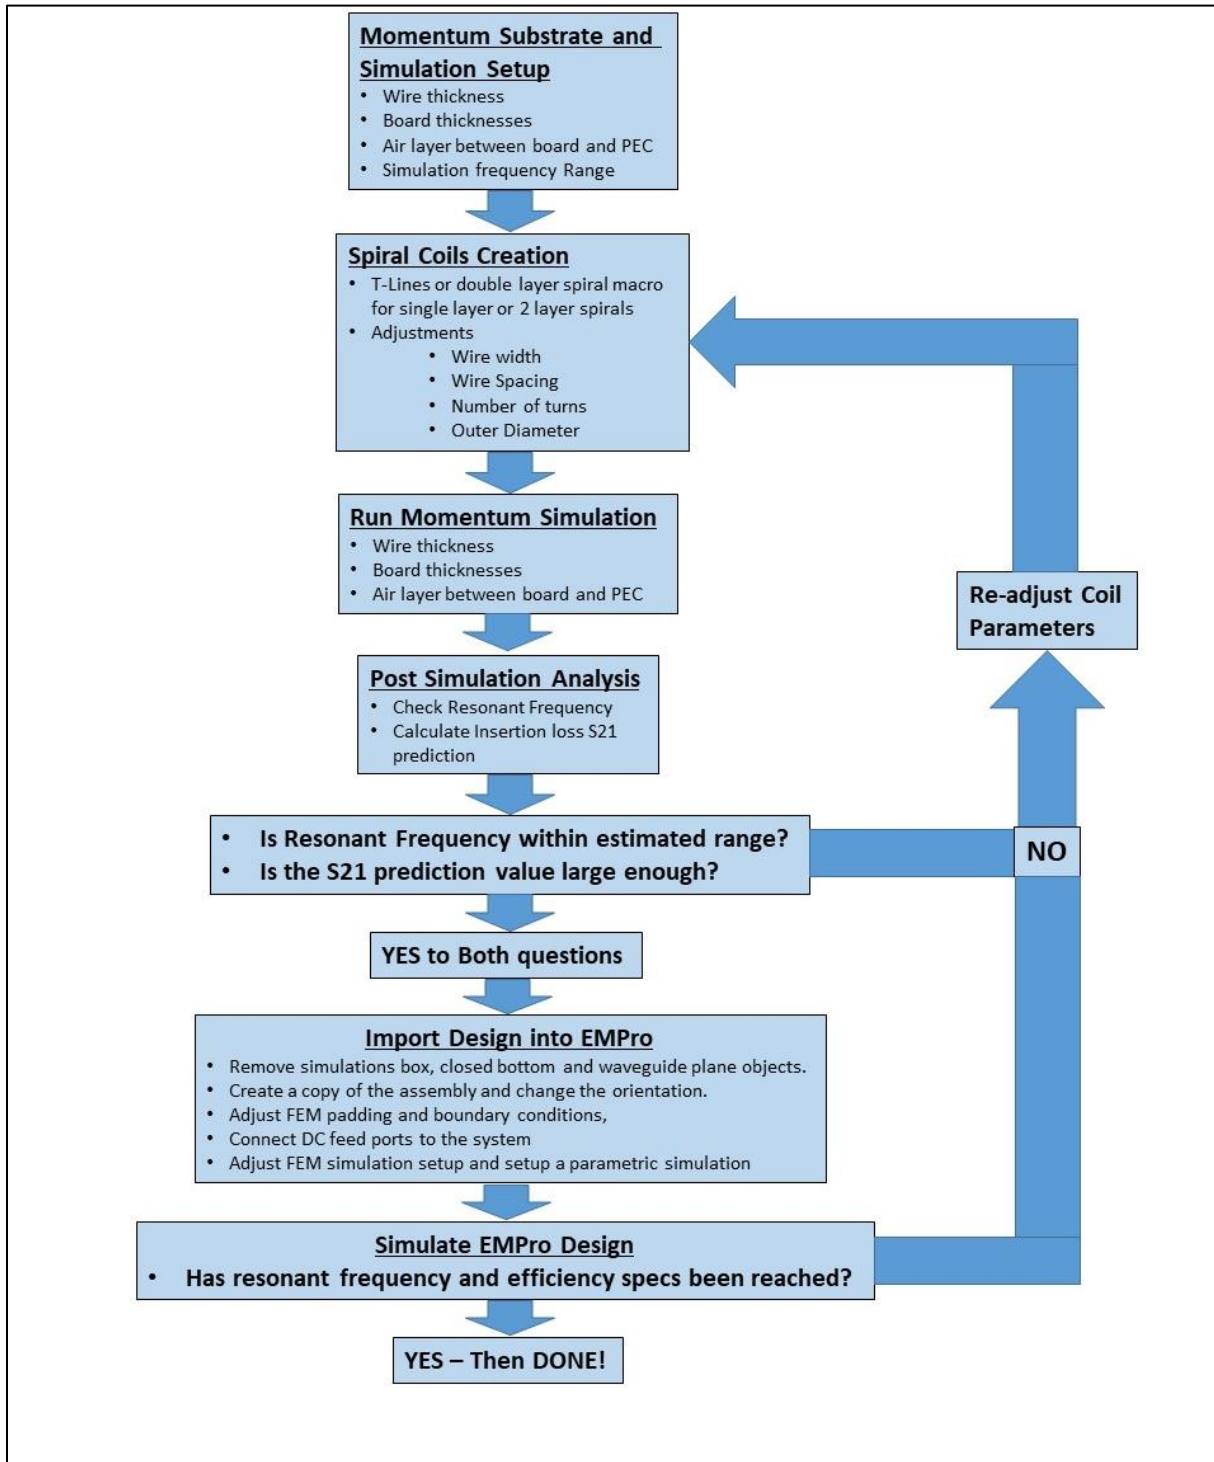 Momentum Substrate and
Simulation Setup
• Wire thickness
• Board thicknesses
• Air layer between board and PEC
• Simulation frequency Range
Spiral Coils Creation
• T-Lines or double layer spiral macro
for single layer or 2 layer spirals
• Adjustments
• Wire width
• Wire Spacing
• Number of turns
• Outer Diameter
Run Momentum Simulation
• Wire thickness
• Board thicknesses
• Air layer between board and PEC
Re-adjust Coil
Parameters
Post Simulation Analysis
• Check Resonant Frequency
• Calculate Insertion loss S21
prediction
• Is Resonant Frequency within estimated range?
• Is the S21 prediction value large enough?
NO
YES to Both questions
Import Design into EMPro
• Remove simulations box, closed bottom and waveguide plane objects.
• Create a copy of the assembly and change the orientation.
• Adjust FEM padding and boundary conditions,
• Connect DC feed ports to the system
• Adjust FEM simulation setup and setup a parametric simulation
Simulate EMPro Design
• Has resonant frequency and efficiency specs been reached?
YES – Then DONE!